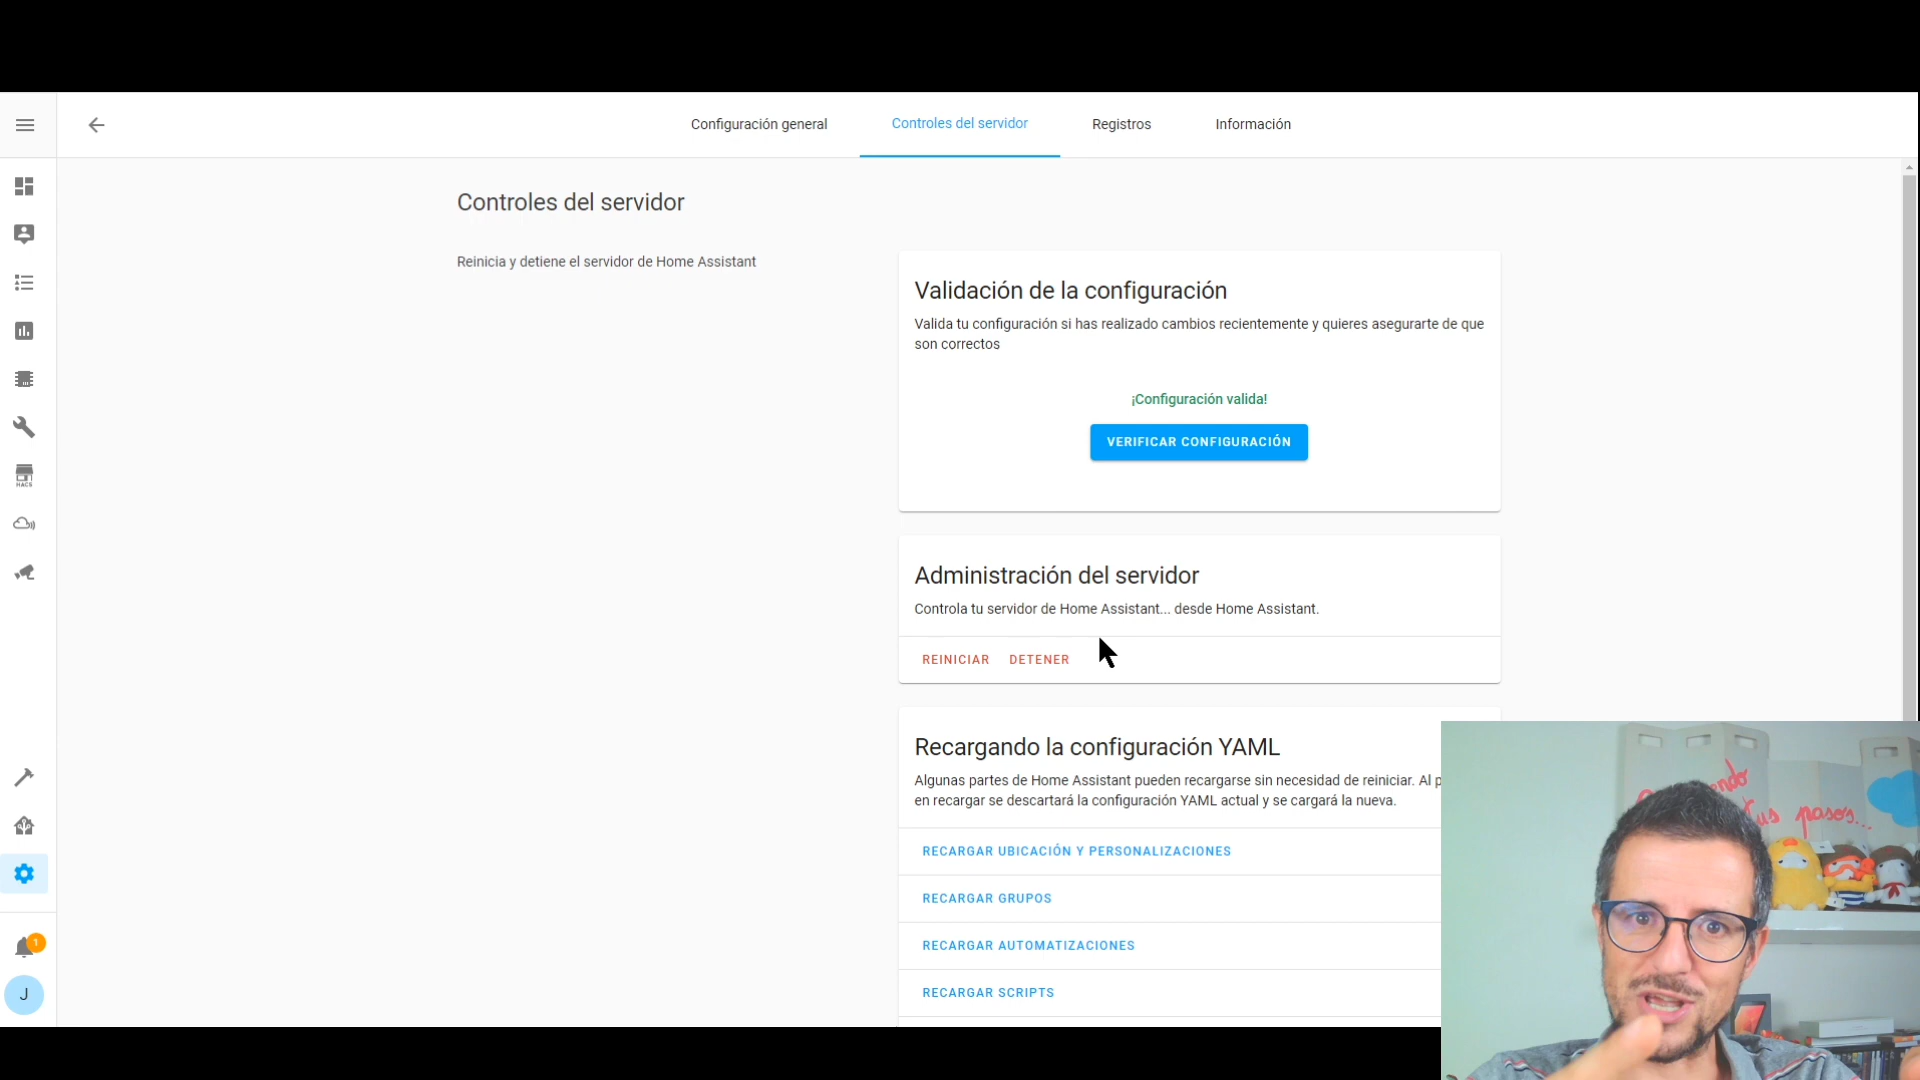 Configuración general
Controles del servidor
Registros
Información
Controles del servidor
Reinicia y detiene el servidor de Home Assistant
Validación de la configuración
Valida tu configuración si has realizado cambios recientemente y quieres asegurarte de que
son correctos
¡Configuración valida!
VERIFICAR CONFIGURACIÓN
Administración del servidor
Controla tu servidor de Home Assistant... desde Home Assistant.
REINICIAR DETENER
Recargando la configuración YAML
Algunas partes de Home Assistant pueden recargarse sin necesidad de reiniciar. Al p
en recargar se descartará la configuración YAML actual y se cargará la nueva.
RECARGAR UBICACIÓN Y PERSONALIZACIONES
RECARGAR GRUPOS
RECARGAR AUTOMATIZACIONES
RECARGAR SCRIPTS
HACS
1
J
tus pasos...